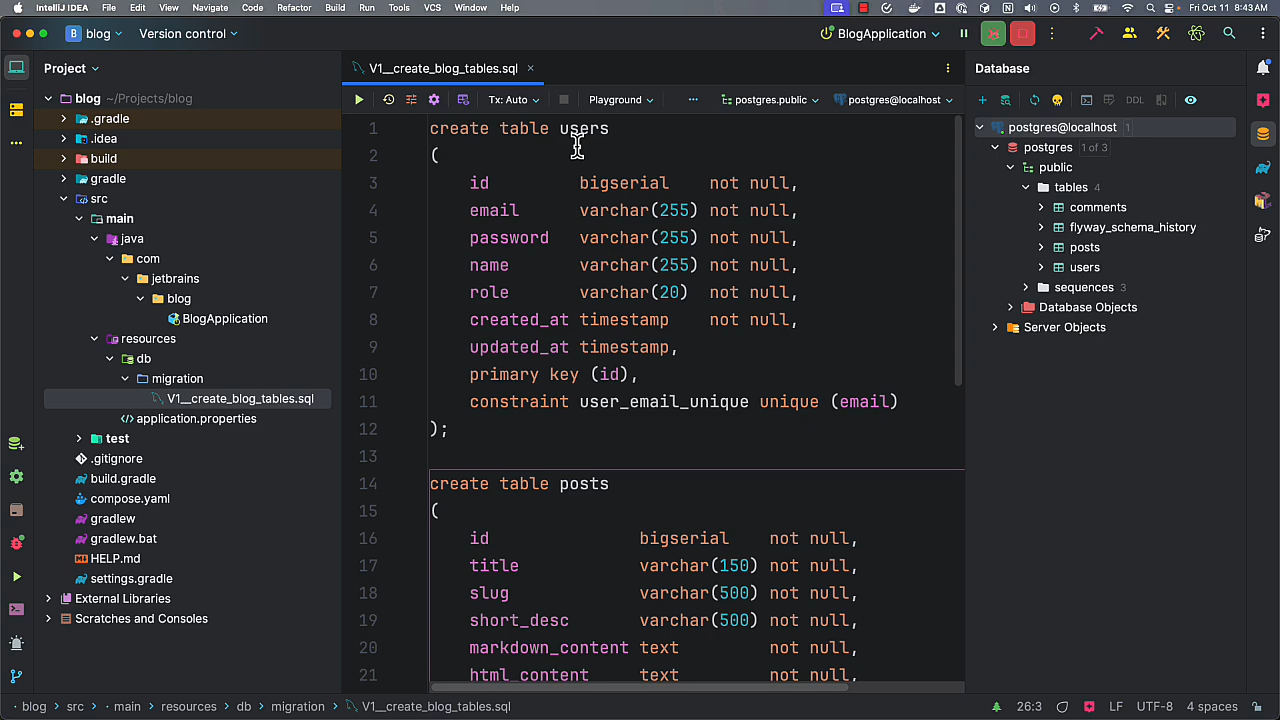 IntelliJ IDEA File Edit View Navigate Code Refactor Build Run Tools VCS Window Help Fri Oct 11 8:43 AM
B blog Version control BlogApplication
Project
blog ~/Projects/blog
.gradle
.idea
build
gradle
src
main
java
com
jetbrains
blog
BlogApplication
resources
db
migration
V1__create_blog_tables.sql
application.properties
test
.gitignore
build.gradle
compose.yaml
gradlew
gradlew.bat
HELP.md
settings.gradle
External Libraries
Scratches and Consoles
V1__create_blog_tables.sql
Tx: Auto Playground postgres.public postgres@localhost
1 create table users
2 (
3 id bigserial not null,
4 email varchar(255) not null,
5 password varchar(255) not null,
6 name varchar(255) not null,
7 role varchar(20) not null,
8 created_at timestamp not null,
9 updated_at timestamp,
10 primary key (id),
11 constraint user_email_unique unique (email)
12 );
13
14 create table posts
15 (
16 id bigserial not null,
17 title varchar(150) not null,
18 slug varchar(500) not null,
19 short_desc varchar(500) not null,
20 markdown_content text not null,
21 html_content text not null,
Database
DDL
postgres@localhost 1
postgres 1 of 3
public
tables 4
comments
flyway_schema_history
posts
users
sequences 3
Database Objects
Server Objects
blog src main resources db migration V1__create_blog_tables.sql 26:3 LF UTF-8 4 spaces